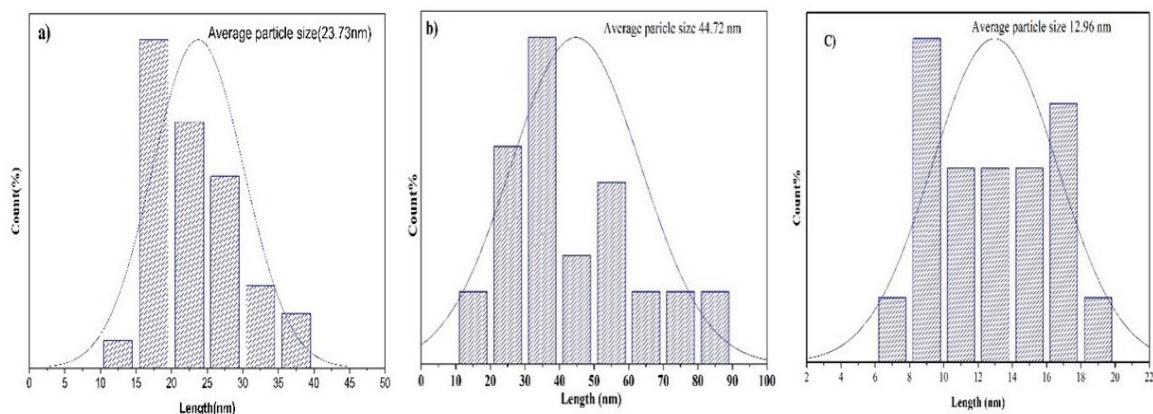 a)
Average particle size(23.73nm)
Count(%)
0 5 10 15 20 25 30 35 40 45 50
Length(nm)
b)
Average paricle size 44.72 nm
Count%
0 10 20 30 40 50 60 70 80 90 100
Length (nm)
C)
Average particle size 12.96 nm
Count%
2 4 6 8 10 12 14 16 18 20 22
Length (nm)